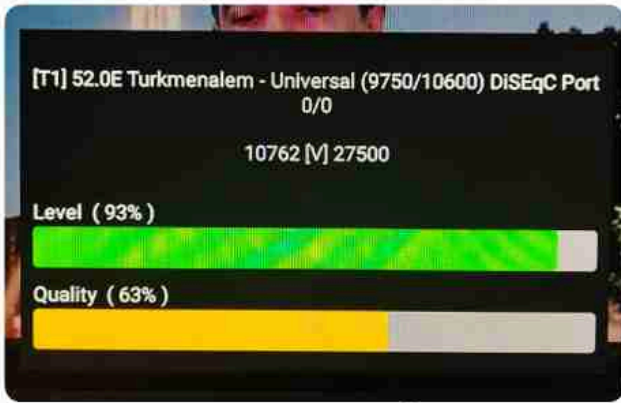 [T1] 52.0E Turkmenalem - Universal (9750/10600) DiSEqC Port
0/0
10762 [V] 27500
Level ( 93% )
Quality ( 63% )